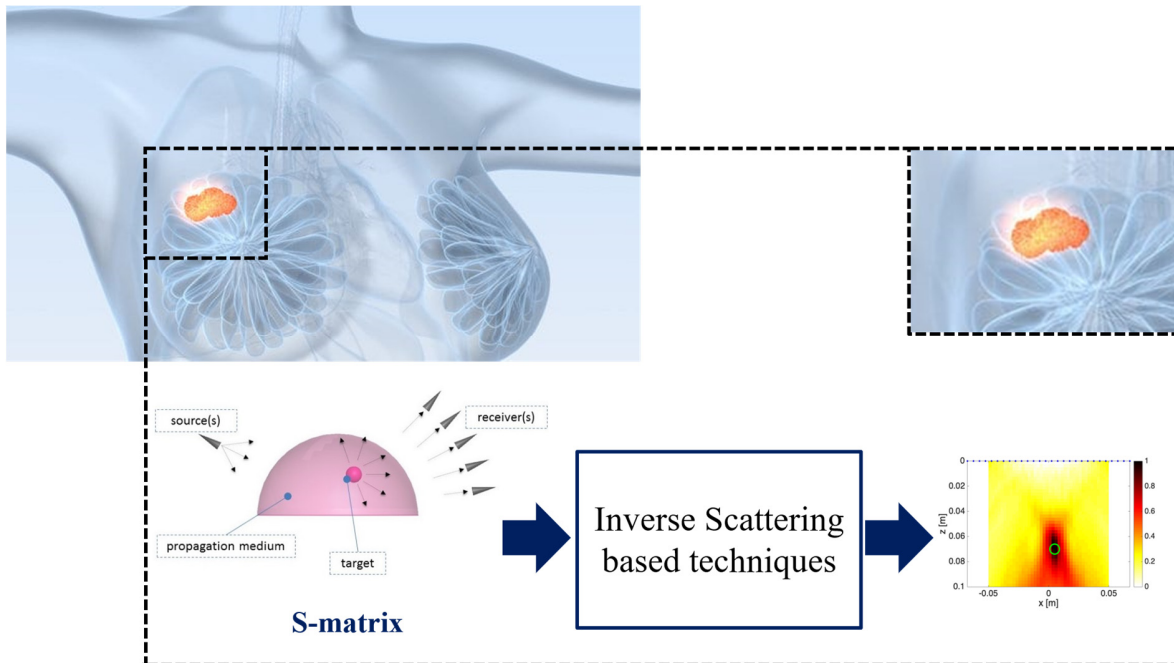 source(s)
receiver(s)
propagation medium
target
S-matrix
Inverse Scattering
based techniques
0
0.02
0.04
0.06
0.08
0.1
z [m]
-0.05
0
0.05
x [m]
1
0.8
0.6
0.4
0.2
0